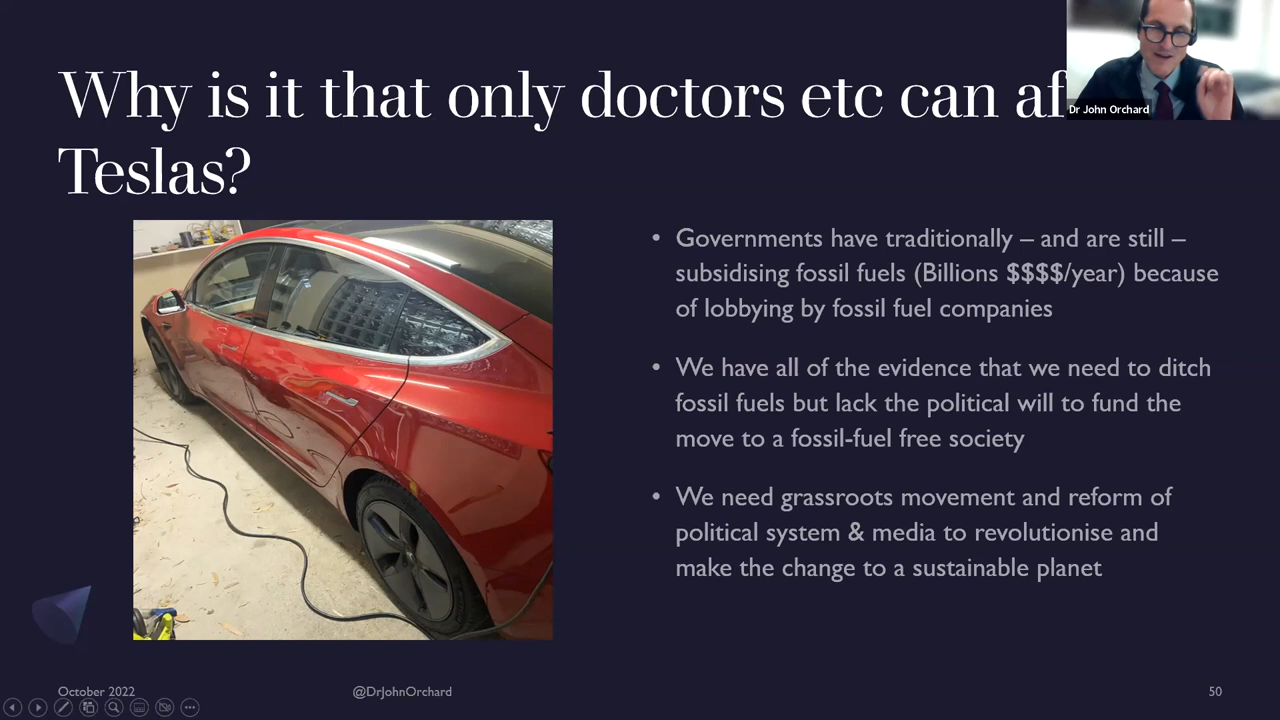 Why is it that only doctors etc can af
Teslas?
Dr John Orchard
• Governments have traditionally – and are still –
subsidising fossil fuels (Billions $$$$/year) because
of lobbying by fossil fuel companies
• We have all of the evidence that we need to ditch
fossil fuels but lack the political will to fund the
move to a fossil-fuel free society
• We need grassroots movement and reform of
political system & media to revolutionise and
make the change to a sustainable planet
October 2022
@DrJohnOrchard
50